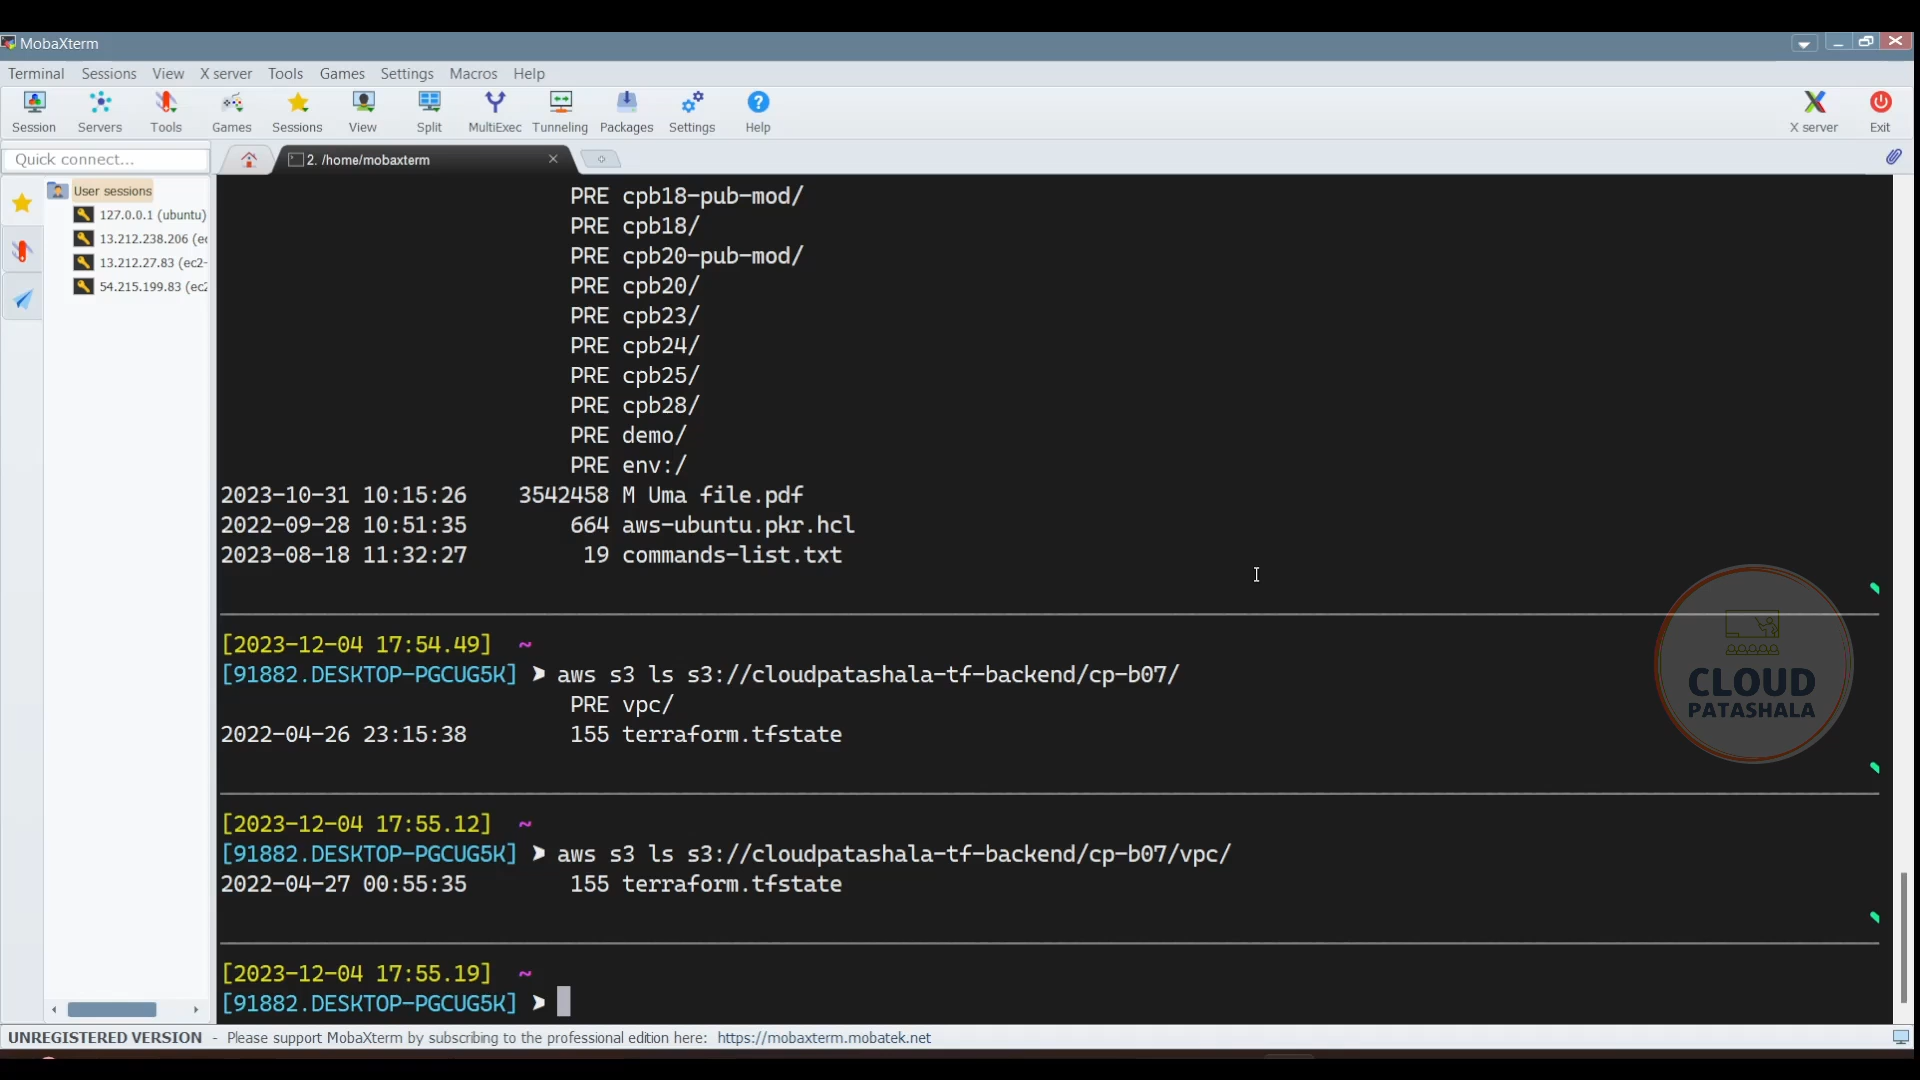 MobaXterm
Terminal Sessions View X server Tools Games Settings Macros Help
Session Servers Tools Games Sessions View Split MultiExec Tunneling Packages Settings Help X server Exit
Quick connect... 2. /home/mobaxterm
User sessions
127.0.0.1 (ubuntu)
13.212.238.206 (ec
13.212.27.83 (ec2-
54.215.199.83 (ec2
PRE cpb18-pub-mod/
PRE cpb18/
PRE cpb20-pub-mod/
PRE cpb20/
PRE cpb23/
PRE cpb24/
PRE cpb25/
PRE cpb28/
PRE demo/
PRE env:/
2023-10-31 10:15:26    3542458 M Uma file.pdf
2022-09-28 10:51:35        664 aws-ubuntu.pkr.hcl
2023-08-18 11:32:27         19 commands-list.txt
[2023-12-04 17:54.49]  ~
[91882.DESKTOP-PGCUG5K] ➤ aws s3 ls s3://cloudpatashala-tf-backend/cp-b07/
PRE vpc/
2022-04-26 23:15:38        155 terraform.tfstate
[2023-12-04 17:55.12]  ~
[91882.DESKTOP-PGCUG5K] ➤ aws s3 ls s3://cloudpatashala-tf-backend/cp-b07/vpc/
2022-04-27 00:55:35        155 terraform.tfstate
[2023-12-04 17:55.19]  ~
[91882.DESKTOP-PGCUG5K] ➤
CLOUD
PATASHALA
UNREGISTERED VERSION - Please support MobaXterm by subscribing to the professional edition here: https://mobaxterm.mobatek.net